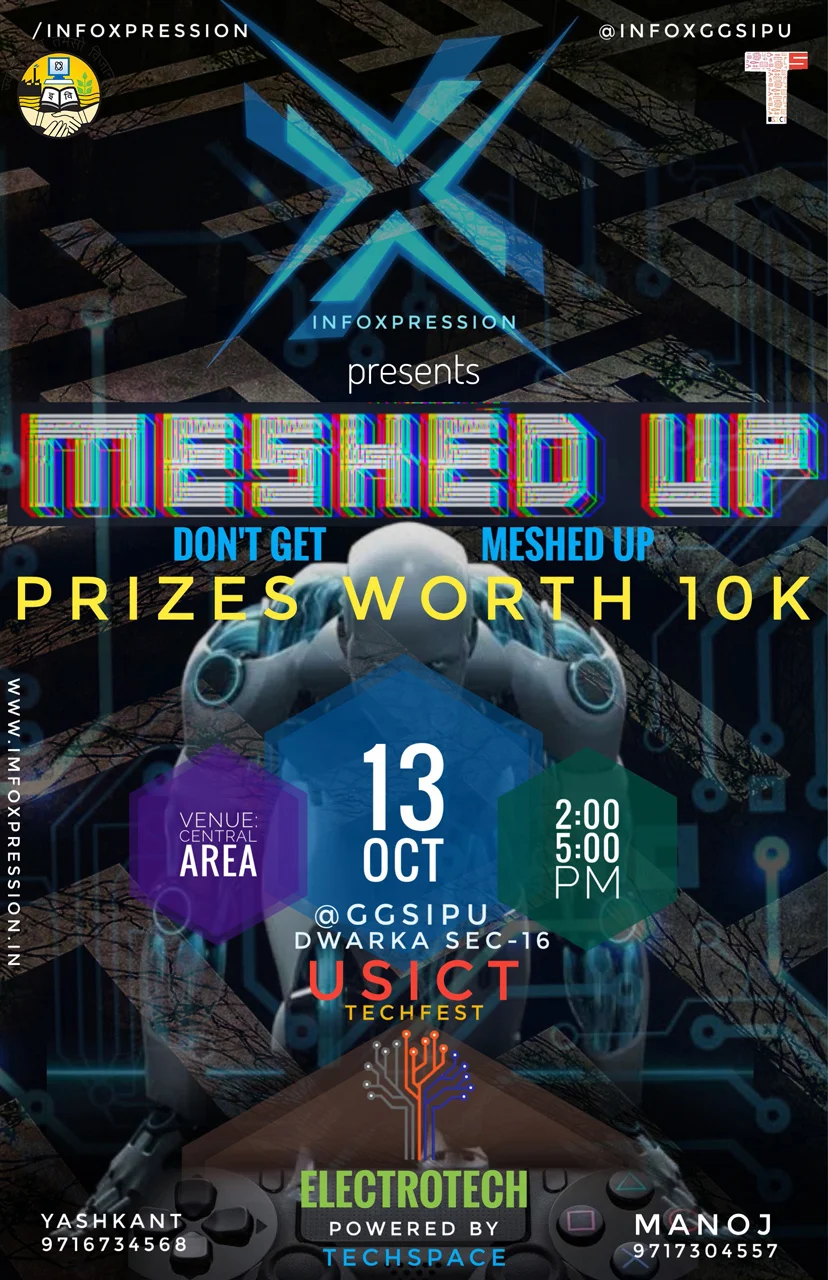 /INFOXPRESSION
@INFOXGGSIPU
INFOXPRESSION
presents
MESHED UP
DON'T GET MESHED UP
PRIZES WORTH 10K
WWW.IMFOXPRESSION.IN
VENUE:
CENTRAL
AREA
13
OCT
2:00
5:00
PM
@GGSIPU
DWARKA SEC-16
USICT
TECHFEST
ELECTROTECH
POWERED BY
TECHSPACE
YASHKANT
9716734568
MANOJ
9717304557